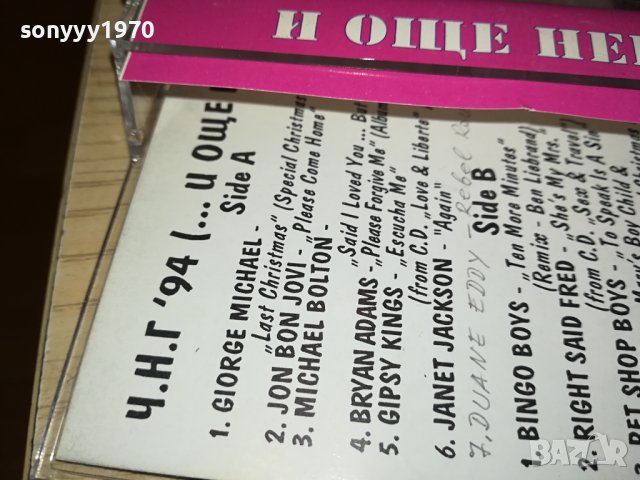 sonyyy1970
И ОЩЕ НЕ
Ч.Н.Г '94 (... И ОЩЕ
Side A
1. GIORGE MICHAEL -
„Last Christmas" (Special Christmas
2. JON BON JOVI - „Please Come Home"
3. MICHAEL BOLTON -
„Said I Loved You ... But
4. BRYAN ADAMS - „Please Forgive Me" (Album
5. GIPSY KINGS - „Escucha Me"
(from C.D. „Love & Liberte"
6. JANET JACKSON - "Again"
7. DUANE EDDY - Rebel
Side B
1 BINGO BOYS - „Ten More Minutes"
(Remix - Ben Liebrand)
2. RIGHT SAID FRED - „She's My Mrs.
(from C.D. „Sex & Travel")
PET SHOP BOYS - „To Speak Is A Sin"
Boy Child &
БАЗАР